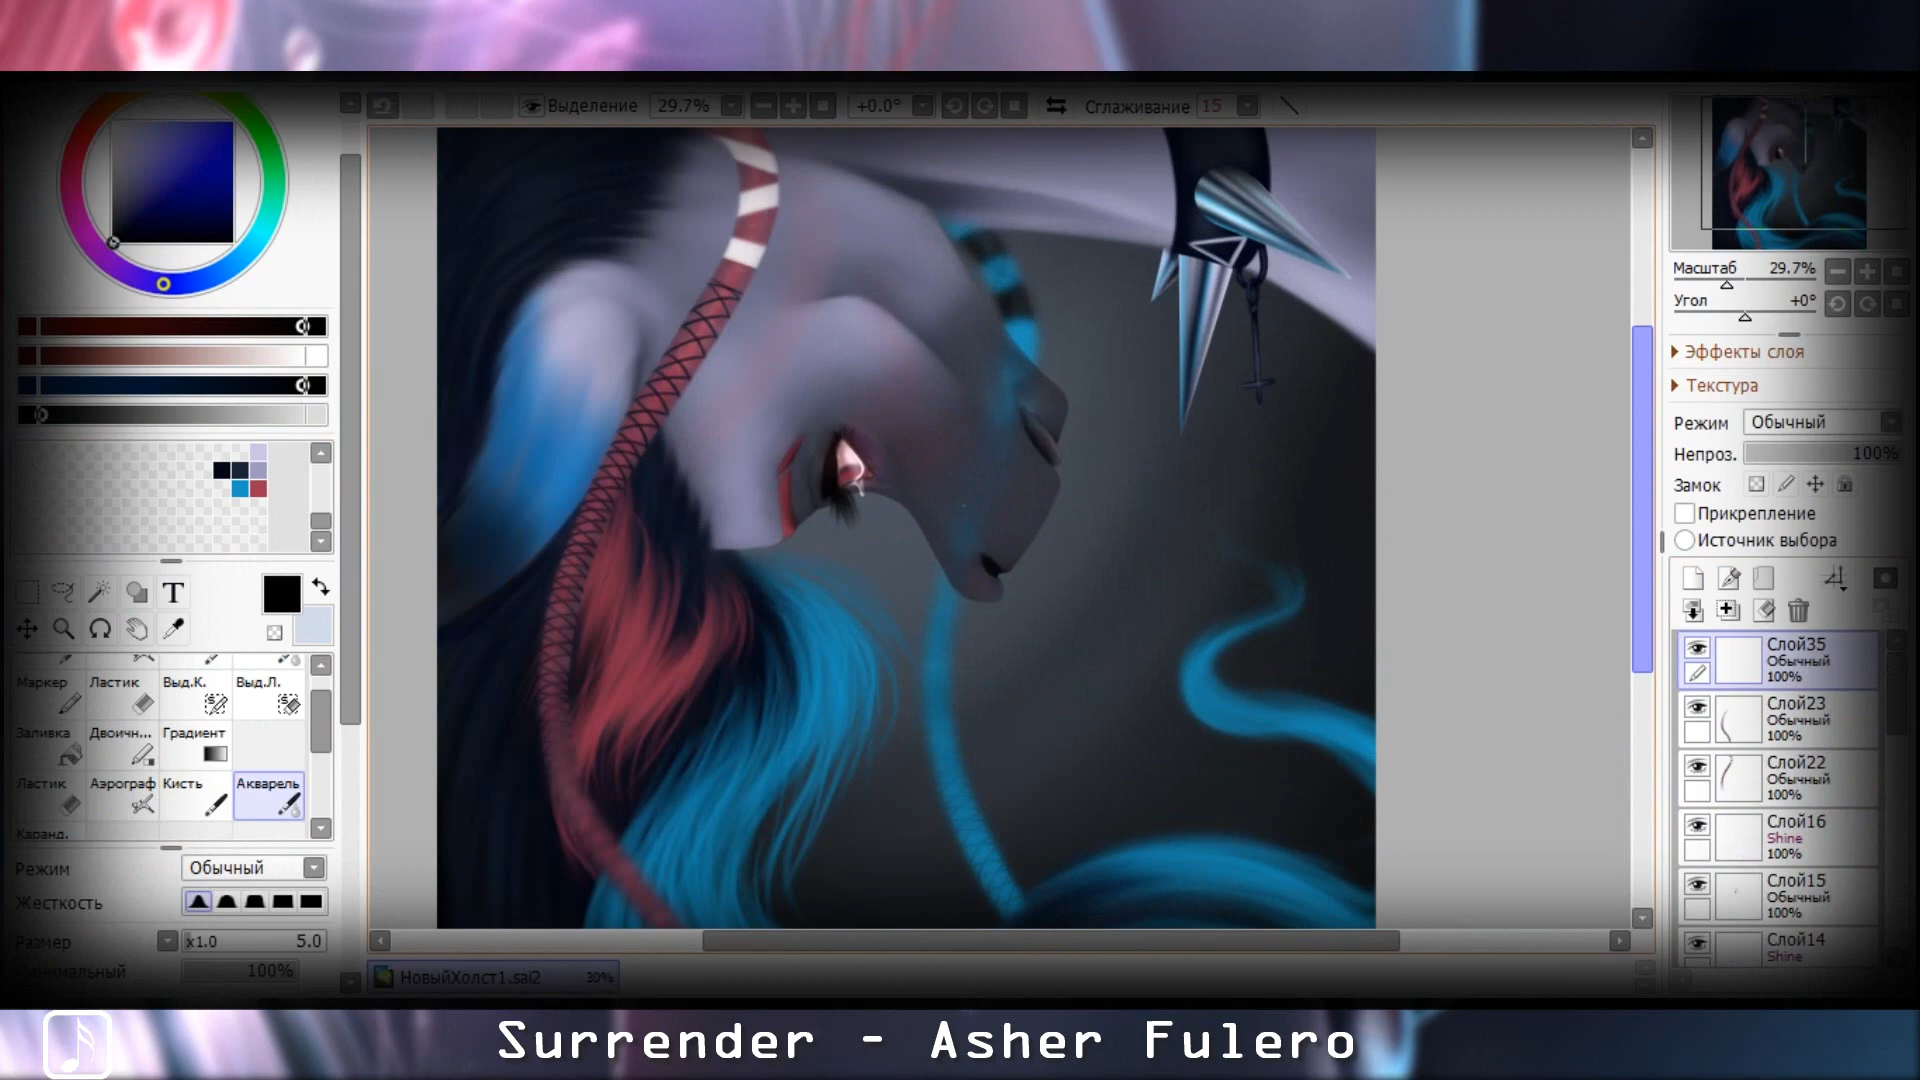 Выделение 29.7% +0.0° Сглаживание 15
Масштаб 29.7%
Угол +0°
Эффекты слоя
Текстура
Режим Обычный
Непроз. 100%
Замок
Прикрепление
Источник выбора
Слой35
Обычный
100%
Слой23
Обычный
100%
Слой22
Обычный
100%
Слой16
Shine
100%
Слой15
Обычный
100%
Слой14
Shine
T
Маркер Ластик Выд.К. Выд.Л.
Заливка Двоичн... Градиент
Ластик Аэрограф Кисть Акварель
Каранд.
Режим Обычный
Жесткость
Размер x1.0 5.0
Минимальный 100%
НовыйХолст1.sai2 30%
Surrender - Asher Fulero